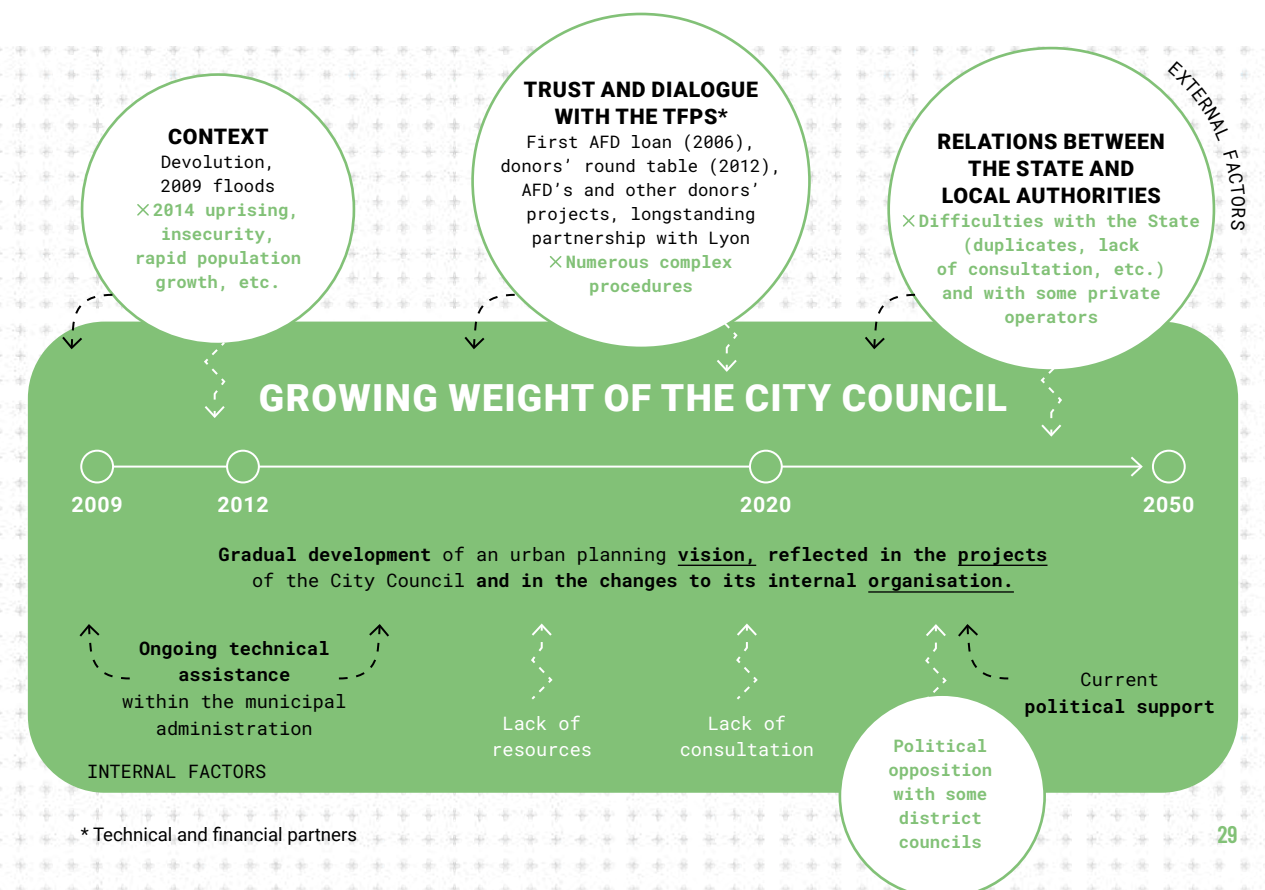 CONTEXT
Devolution,
2009 floods
×2014 uprising,
insecurity,
rapid population
growth, etc.
TRUST AND DIALOGUE
WITH THE TFPS*
First AFD loan (2006),
donors’ round table (2012),
AFD’s and other donors’
projects, longstanding
partnership with Lyon
×Numerous complex
procedures
RELATIONS BETWEEN
THE STATE AND
LOCAL AUTHORITIES
×Difficulties with the State
(duplicates, lack
of consultation, etc.)
and with some private
operators
EXTERNAL FACTORS
GROWING WEIGHT OF THE CITY COUNCIL
2009
2012
2020
2050
Gradual development of an urban planning vision, reflected in the projects
of the City Council and in the changes to its internal organisation.
Ongoing technical
assistance
within the municipal
administration
Lack of
resources
Lack of
consultation
Political
opposition
with some
district
councils
Current
political support
INTERNAL FACTORS
* Technical and financial partners
29